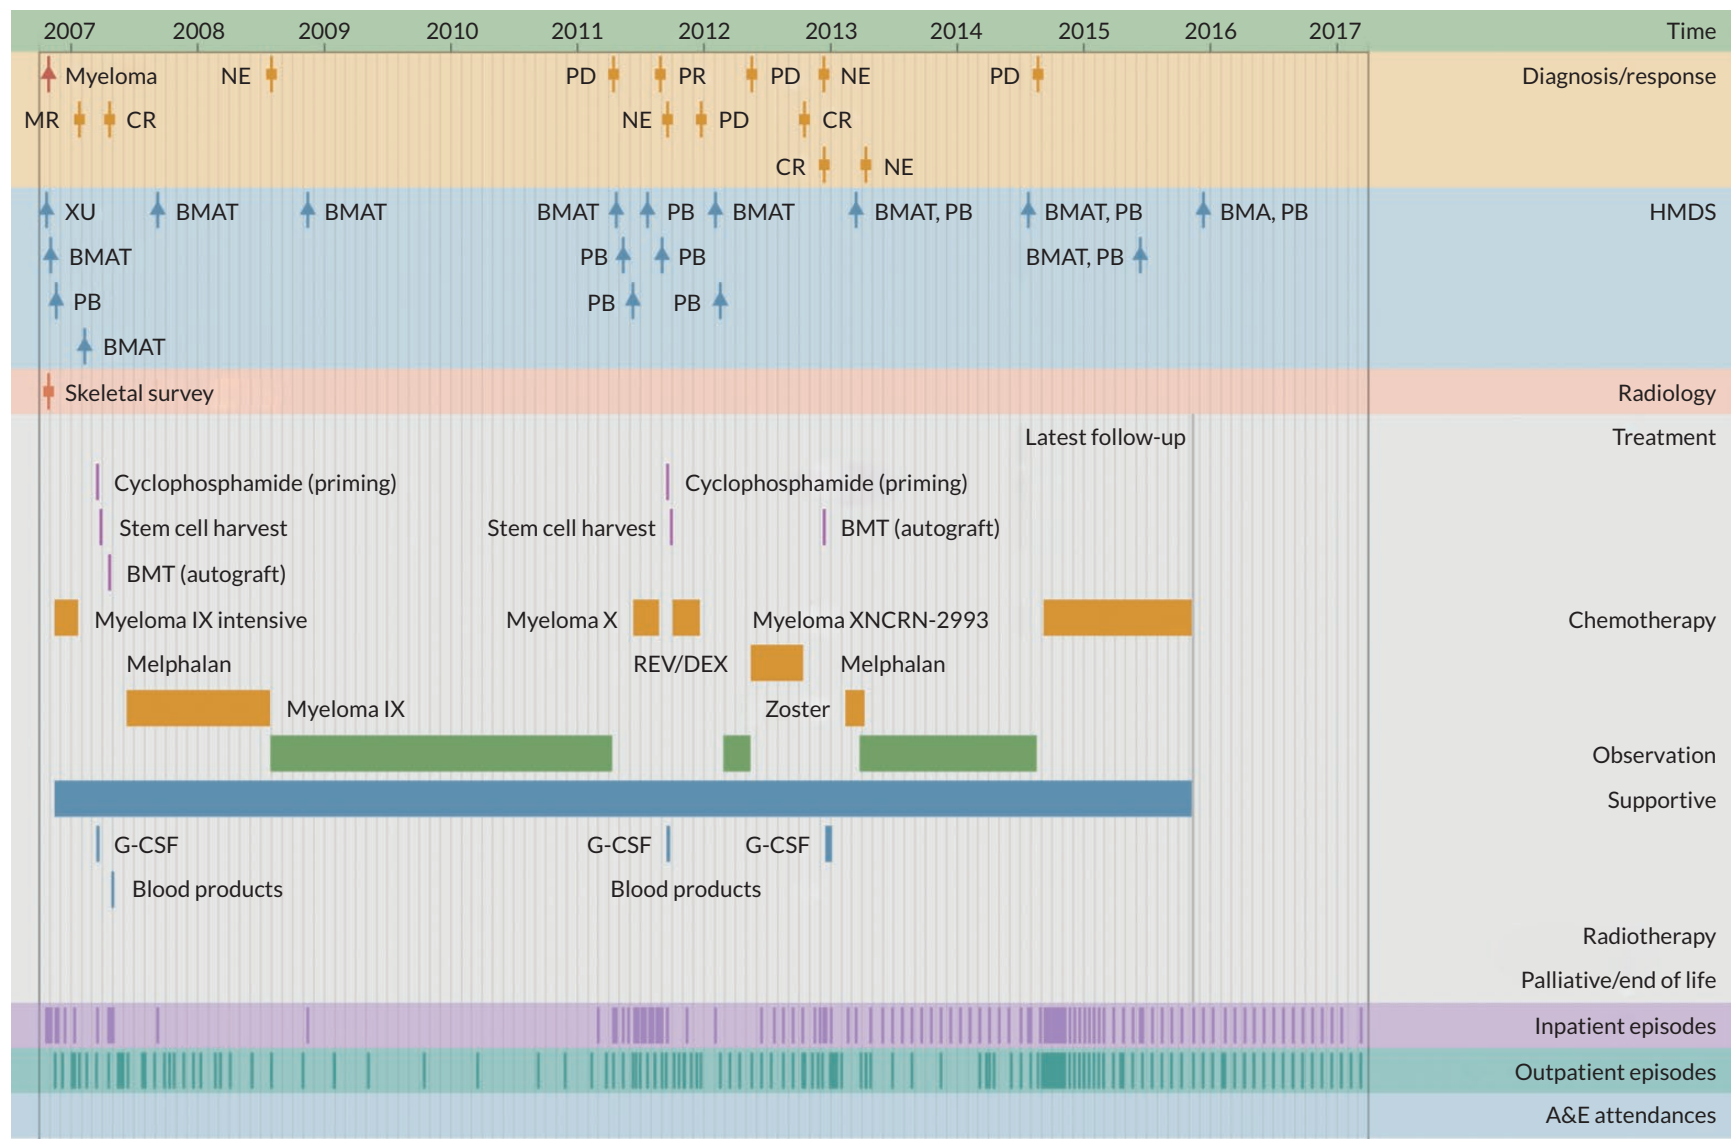 2007 2008 2009 2010 2011 2012 2013 2014 2015 2016 2017 Time
Myeloma NE PD PR PD NE PD Diagnosis/response
MR CR NE PD CR
CR NE
XU BMAT BMAT BMAT PB BMAT BMAT, PB BMAT, PB BMA, PB HMDS
BMAT PB PB BMAT, PB
PB PB PB
BMAT
Skeletal survey Radiology
Latest follow-up Treatment
Cyclophosphamide (priming) Cyclophosphamide (priming)
Stem cell harvest Stem cell harvest BMT (autograft)
BMT (autograft)
Myeloma IX intensive Myeloma X Myeloma XNCRN-2993 Chemotherapy
Melphalan REV/DEX Melphalan
Myeloma IX Zoster
Observation
Supportive
G-CSF G-CSF G-CSF
Blood products Blood products
Radiotherapy
Palliative/end of life
Inpatient episodes
Outpatient episodes
A&E attendances